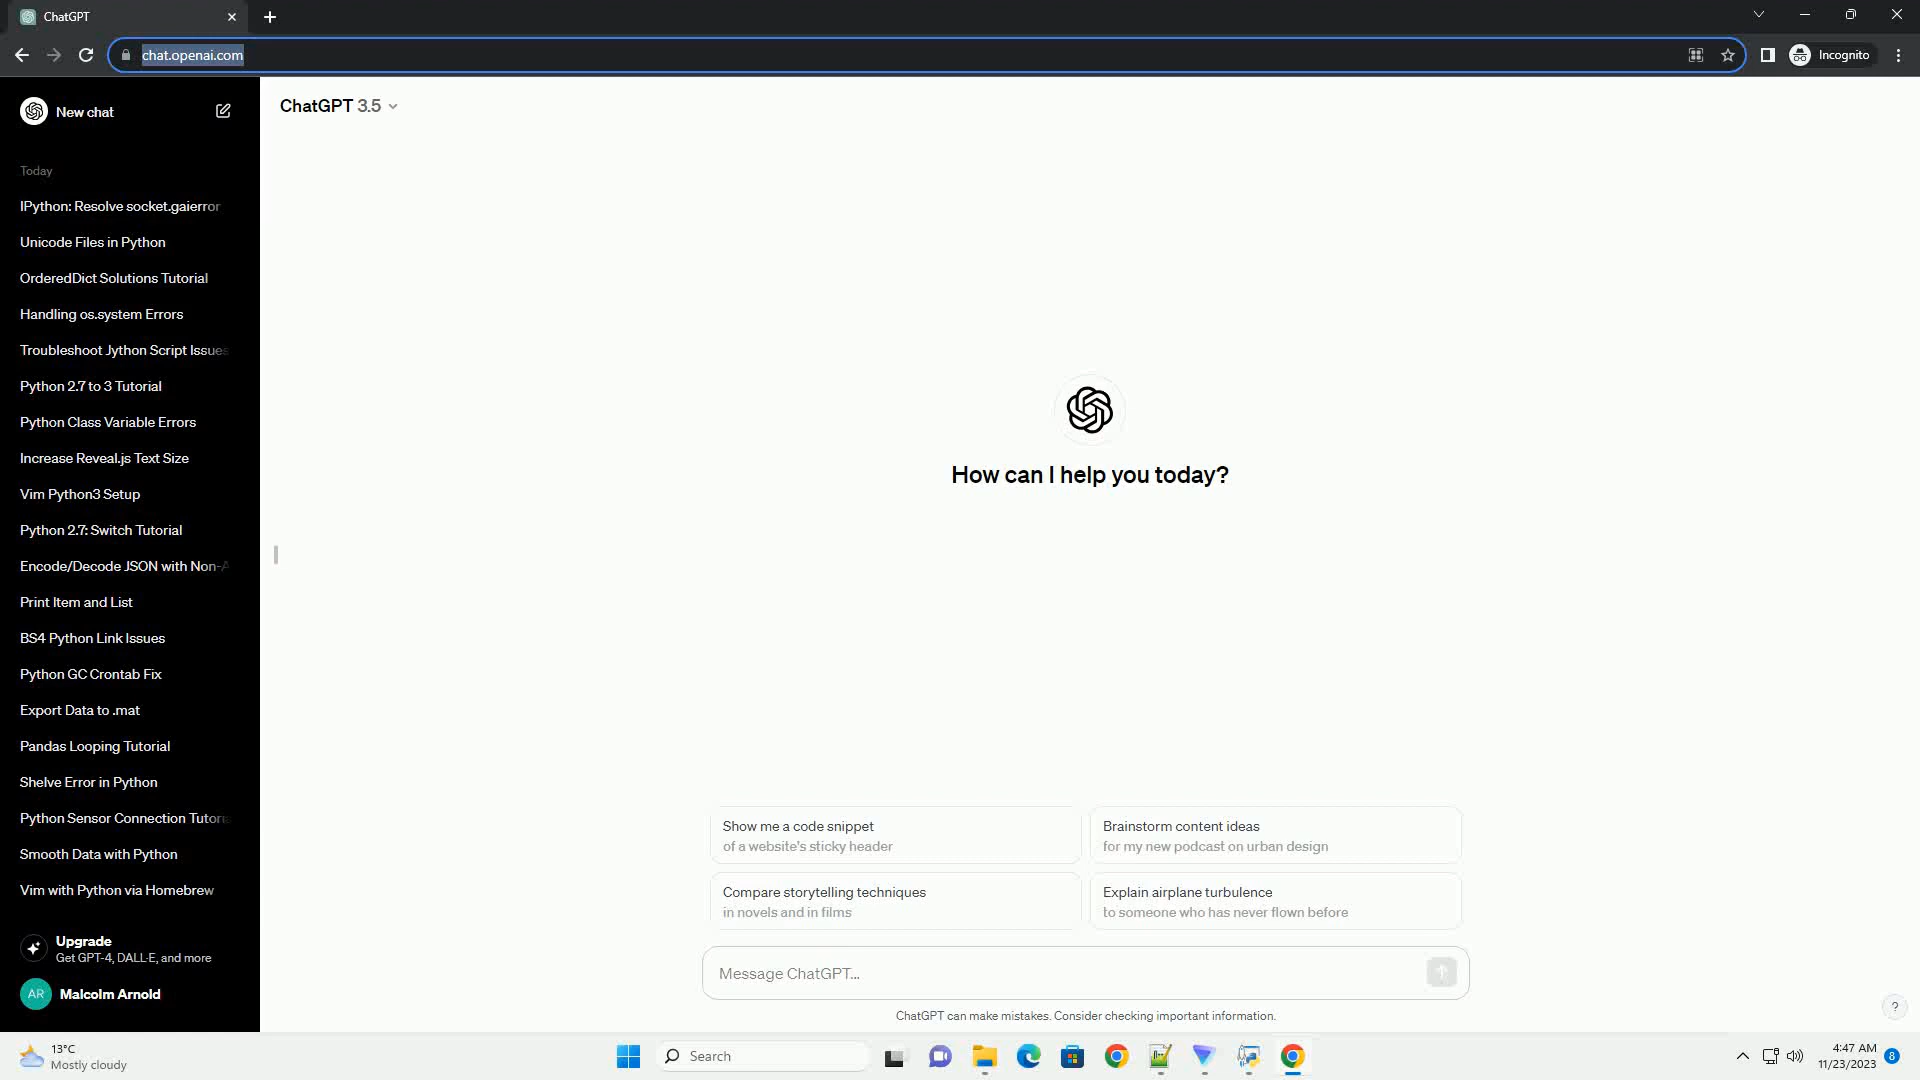 ChatGPT
chat.openai.com
Incognito
New chat
ChatGPT 3.5
Today
IPython: Resolve socket.gaierror
Unicode Files in Python
OrderedDict Solutions Tutorial
Handling os.system Errors
Troubleshoot Jython Script Issues
Python 2.7 to 3 Tutorial
Python Class Variable Errors
Increase Reveal.js Text Size
Vim Python3 Setup
Python 2.7: Switch Tutorial
Encode/Decode JSON with Non-A
Print Item and List
BS4 Python Link Issues
Python GC Crontab Fix
Export Data to .mat
Pandas Looping Tutorial
Shelve Error in Python
Python Sensor Connection Tutoria
Smooth Data with Python
Vim with Python via Homebrew
Upgrade
Get GPT-4, DALL·E, and more
AR Malcolm Arnold
How can I help you today?
Show me a code snippet
of a website's sticky header
Brainstorm content ideas
for my new podcast on urban design
Compare storytelling techniques
in novels and in films
Explain airplane turbulence
to someone who has never flown before
Message ChatGPT...
ChatGPT can make mistakes. Consider checking important information.
?
13°C
Mostly cloudy
Search
4:47 AM
11/23/2023
8